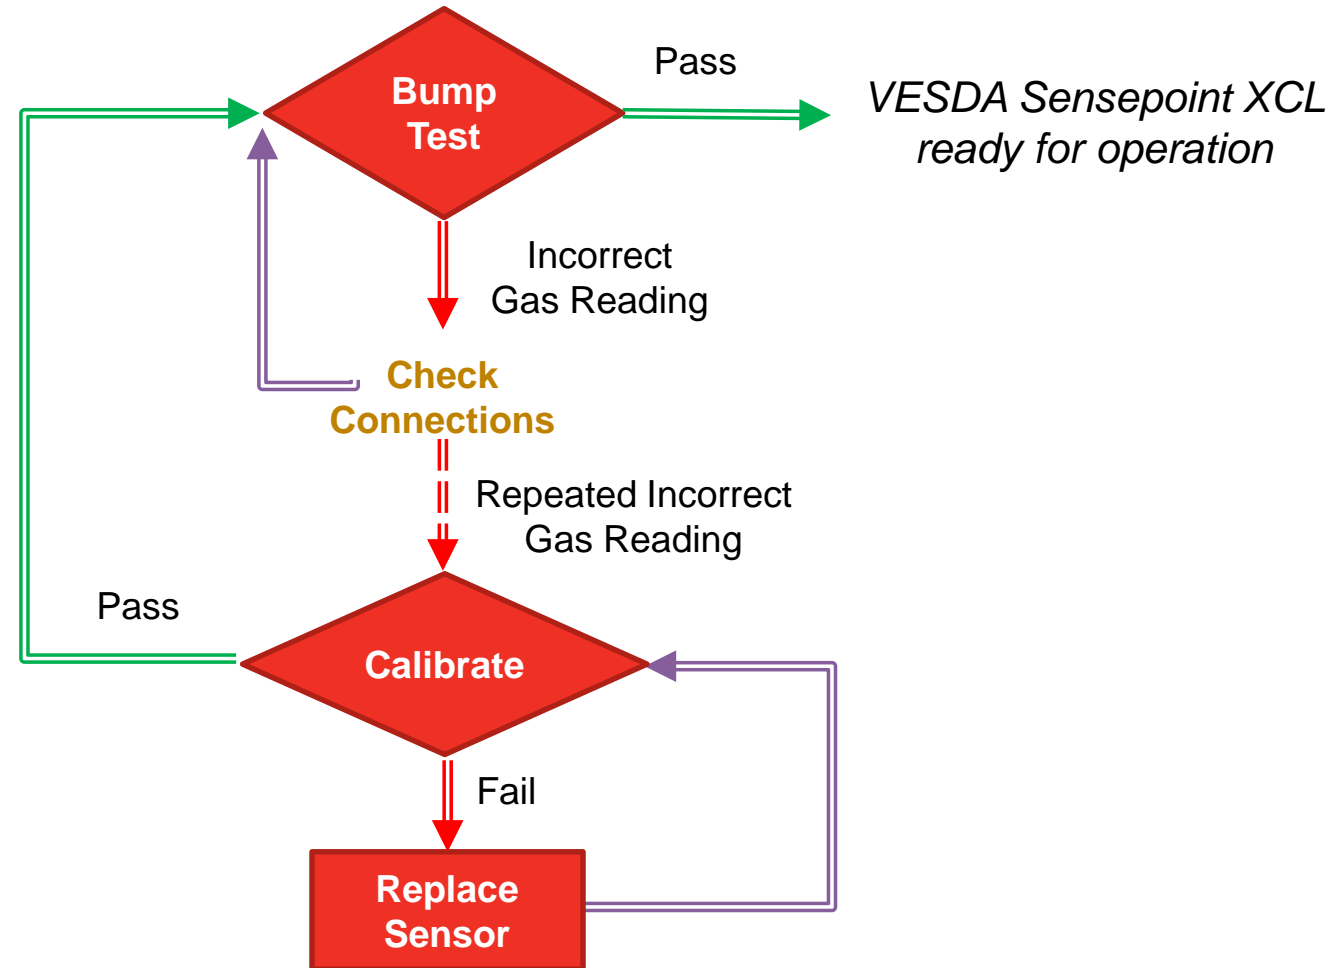 Bump
Test
Pass
VESDA Sensepoint XCL
ready for operation
Incorrect
Gas Reading
Check
Connections
Repeated Incorrect
Gas Reading
Pass
Calibrate
Fail
Replace
Sensor